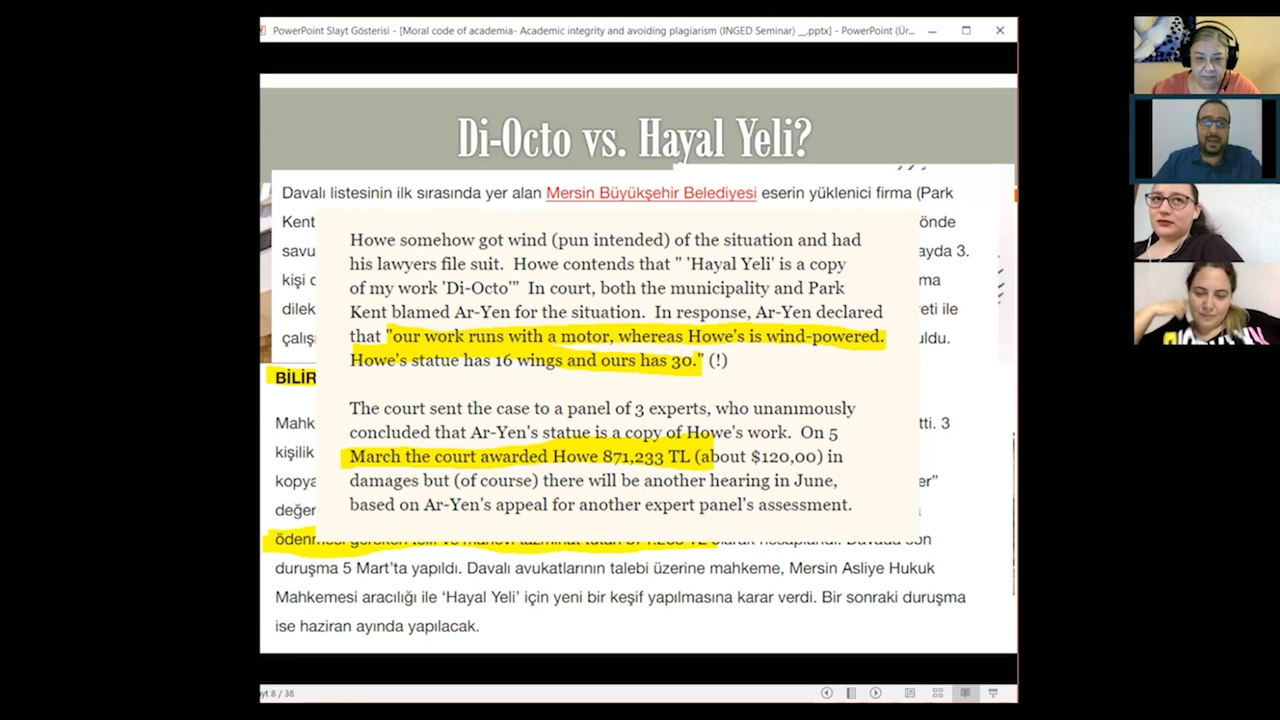 PowerPoint Slayt Gösterisi - [Moral code of academia- Academic integrity and avoiding plagiarism (INGED Seminar) __.pptx] - PowerPoint (Ür...
Di-Octo vs. Hayal Yeli?
Davalı listesinin ilk sırasında yer alan Mersin Büyükşehir Belediyesi eserin yüklenici firma (Park
Kent
önde
savu
ayda 3.
kişi
ma
dilek
eti ile
çalışı
ldu.
Howe somehow got wind (pun intended) of the situation and had
his lawyers file suit. Howe contends that " 'Hayal Yeli' is a copy
of my work 'Di-Octo'" In court, both the municipality and Park
Kent blamed Ar-Yen for the situation. In response, Ar-Yen declared
that "our work runs with a motor, whereas Howe's is wind-powered.
Howe's statue has 16 wings and ours has 30." (!)
BİLİR
The court sent the case to a panel of 3 experts, who unanımously
concluded that Ar-Yen's statue is a copy of Howe's work. On 5
March the court awarded Howe 871,233 TL (about $120,00) in
damages but (of course) there will be another hearing in June,
based on Ar-Yen's appeal for another expert panel's assessment.
Mahk
tti. 3
kişilik
kopya
er"
değer
duruşma 5 Mart'ta yapıldı. Davalı avukatlarının talebi üzerine mahkeme, Mersin Asliye Hukuk
Mahkemesi aracılığı ile 'Hayal Yeli' için yeni bir keşif yapılmasına karar verdi. Bir sonraki duruşma
ise haziran ayında yapılacak.
yt 8 / 38